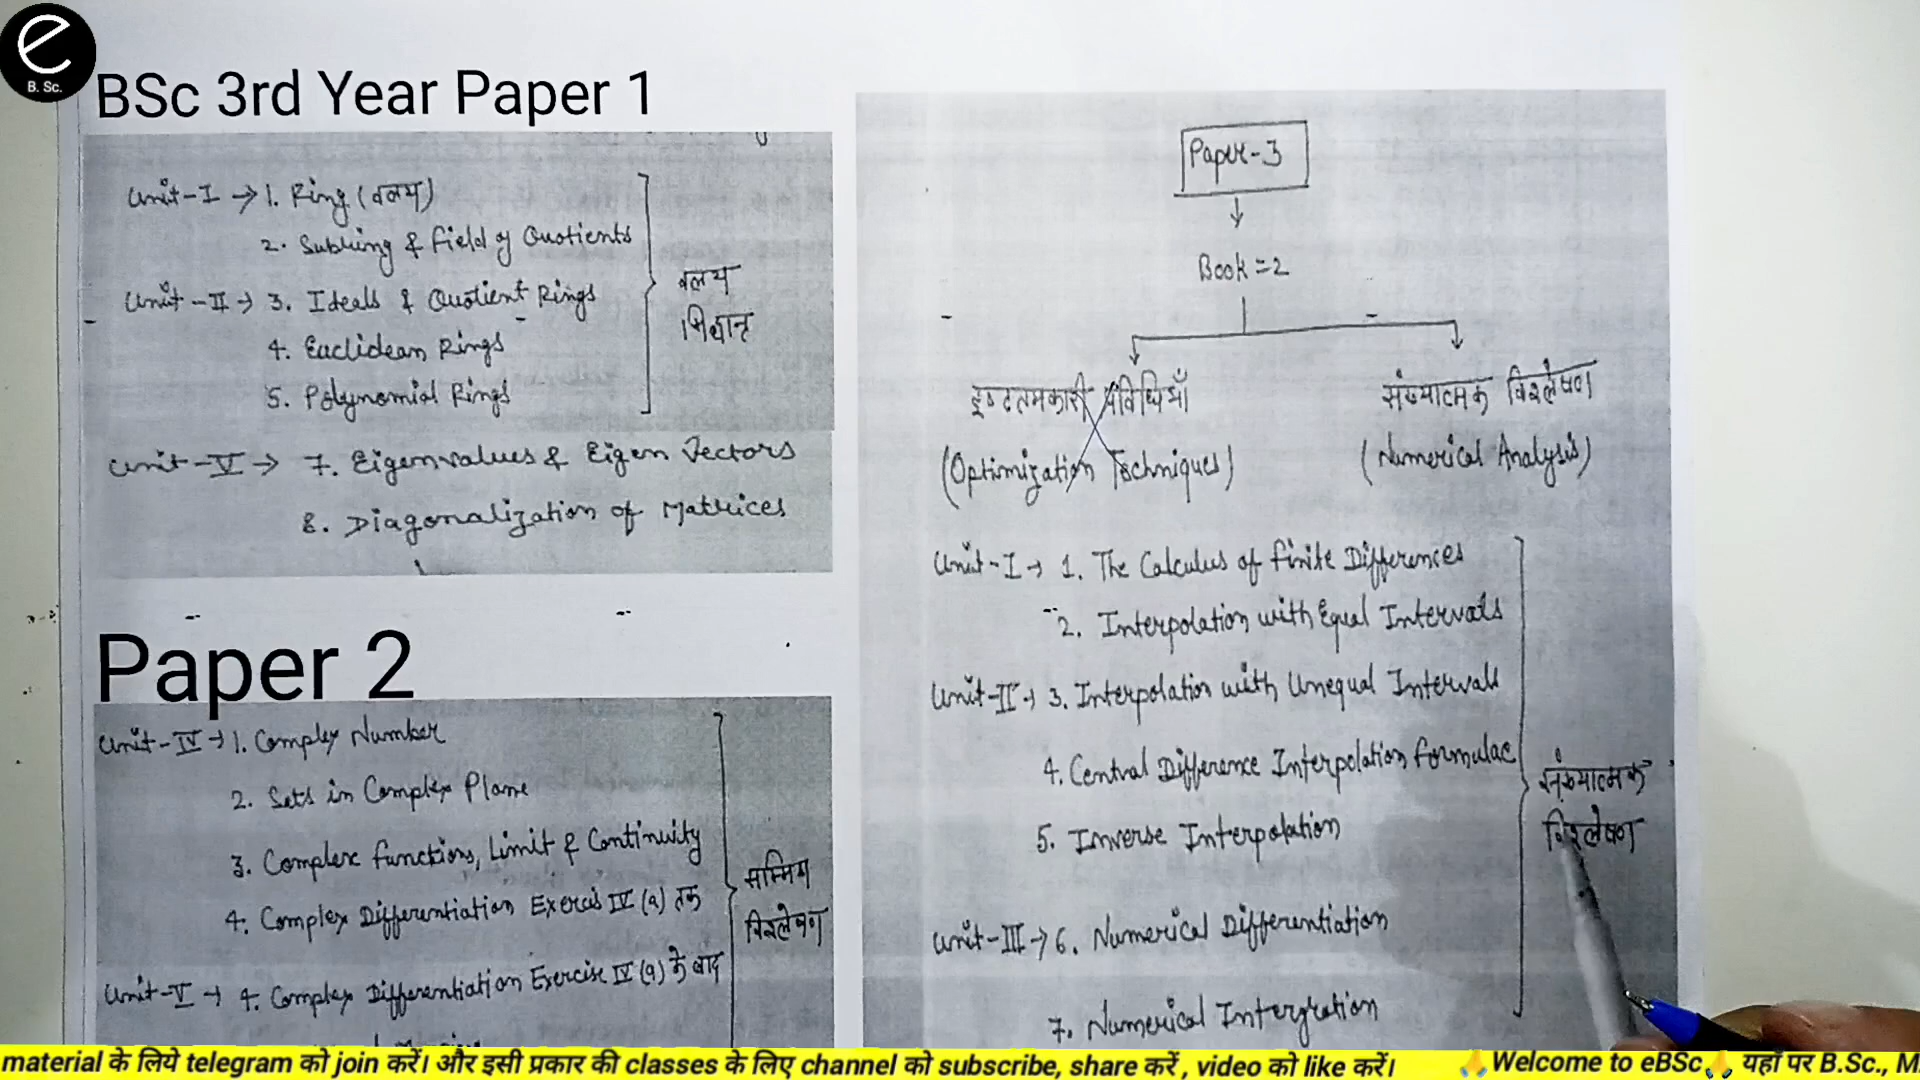 e
B. Sc.
BSc 3rd Year Paper 1
Unit-I → 1. Ring (वलय)
2. Subring & Field of Quotients
Unit-II → 3. Ideals & Quotient Rings
4. Euclidean Rings
5. Polynomial Rings
वलय
सिद्धान्त
Unit-V → 7. Eigenvalues & Eigen Vectors
8. Diagonalization of Matrices
Paper 2
Unit-IV → 1. Complex Number
2. Sets in Complex Plane
3. Complex functions, Limit & Continuity
4. Complex Differentiation Exercis IV (a) तक
सम्मिश्र
विश्लेषण
Unit-V → 4. Complex Differentiation Exercise IV (a) के बाद
Paper-3
↓
Book = 2
इष्टतमकारी प्रविधियाँ
(Optimization Techniques)
संख्यात्मक विश्लेषण
(Numerical Analysis)
Unit-I → 1. The Calculus of Finite Differences
2. Interpolation with Equal Intervals
Unit-II → 3. Interpolation with Unequal Intervals
4. Central Difference Interpolation Formulae
5. Inverse Interpolation
Unit-III → 6. Numerical Differentiation
7. Numerical Intergration
संख्यात्मक
विश्लेषण
material के लिये telegram को join करें। और इसी प्रकार की classes के लिए channel को subscribe, share करें , video को like करें। 🙏Welcome to eBSc🙏 यहाँ पर B.Sc., M